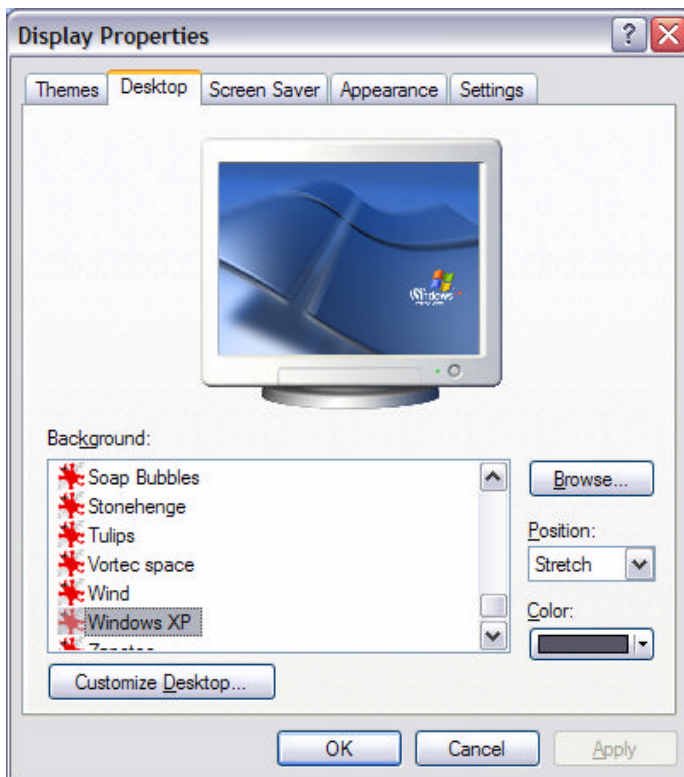 Display Properties
Themes Desktop Screen Saver Appearance Settings
Windows
Background:
Soap Bubbles
Stonehenge
Tulips
Vortec space
Wind
Windows XP
Browse...
Position:
Stretch
Color:
Customize Desktop...
OK Cancel Apply